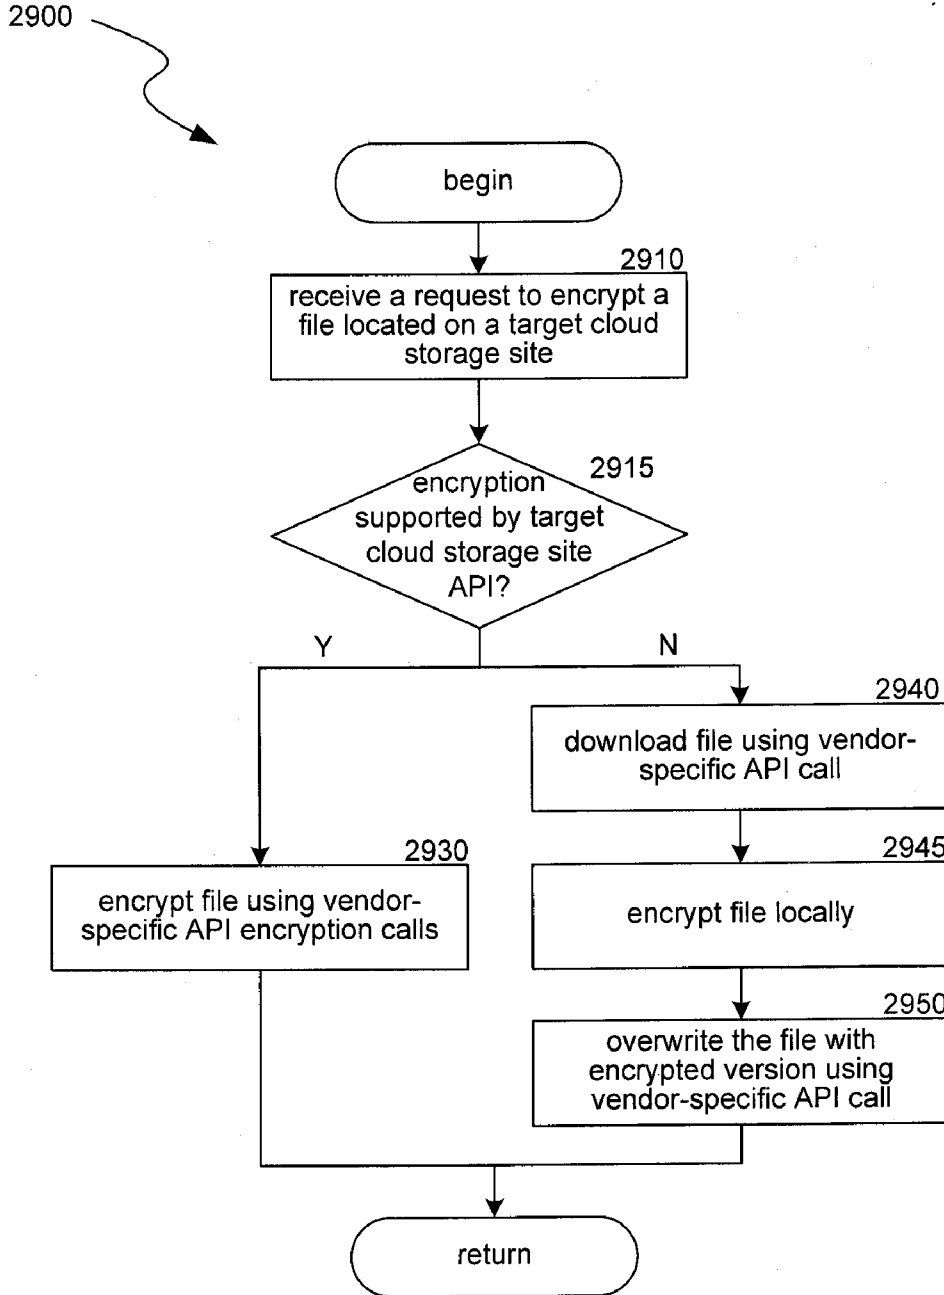 2900
begin
2910
receive a request to encrypt a
file located on a target cloud
storage site
2915
encryption
supported by target
cloud storage site
API?
Y
N
2940
download file using vendor-
specific API call
2930
encrypt file using vendor-
specific API encryption calls
2945
encrypt file locally
2950
overwrite the file with
encrypted version using
vendor-specific API call
return